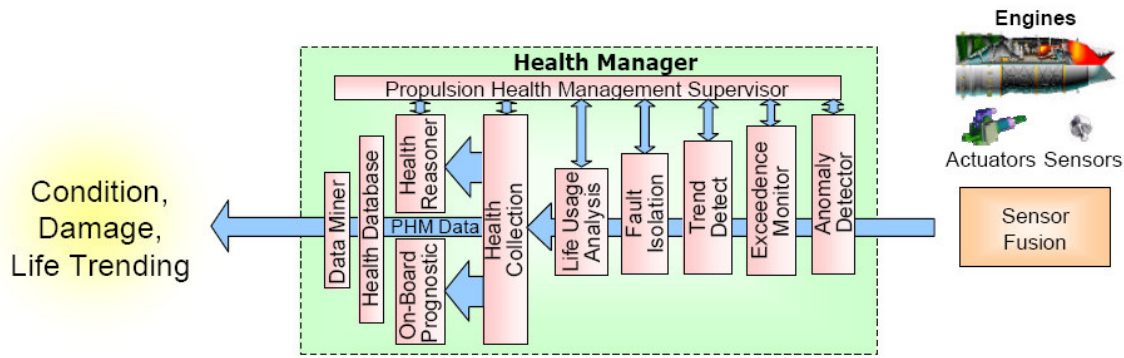 Engines
Health Manager
Propulsion Health Management Supervisor
Actuators Sensors
Condition,
Damage,
Life Trending
Data Miner
Health Database
Health
Reasoner
PHM Data
On-Board
Prognostic
Health
Collection
Life Usage
Analysis
Fault
Isolation
Trend
Detect
Exceedence
Monitor
Anomaly
Detector
Sensor
Fusion